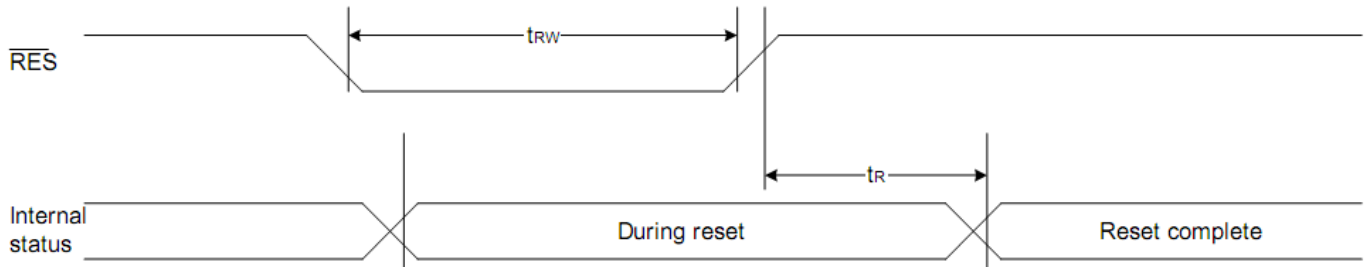 tRW
RES
tR
Internal
status
During reset
Reset complete